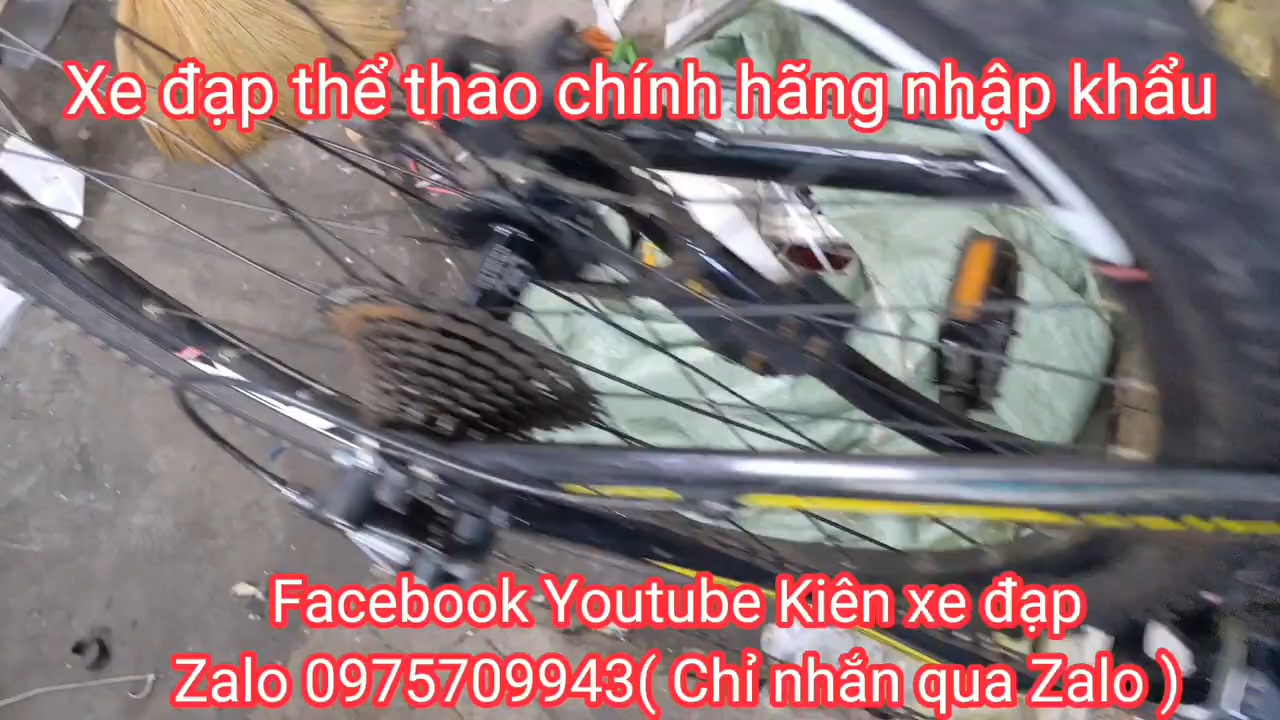 Xe đạp thể thao chính hãng nhập khẩu
Facebook Youtube Kiên xe đạp
Zalo 0975709943( Chỉ nhắn qua Zalo )